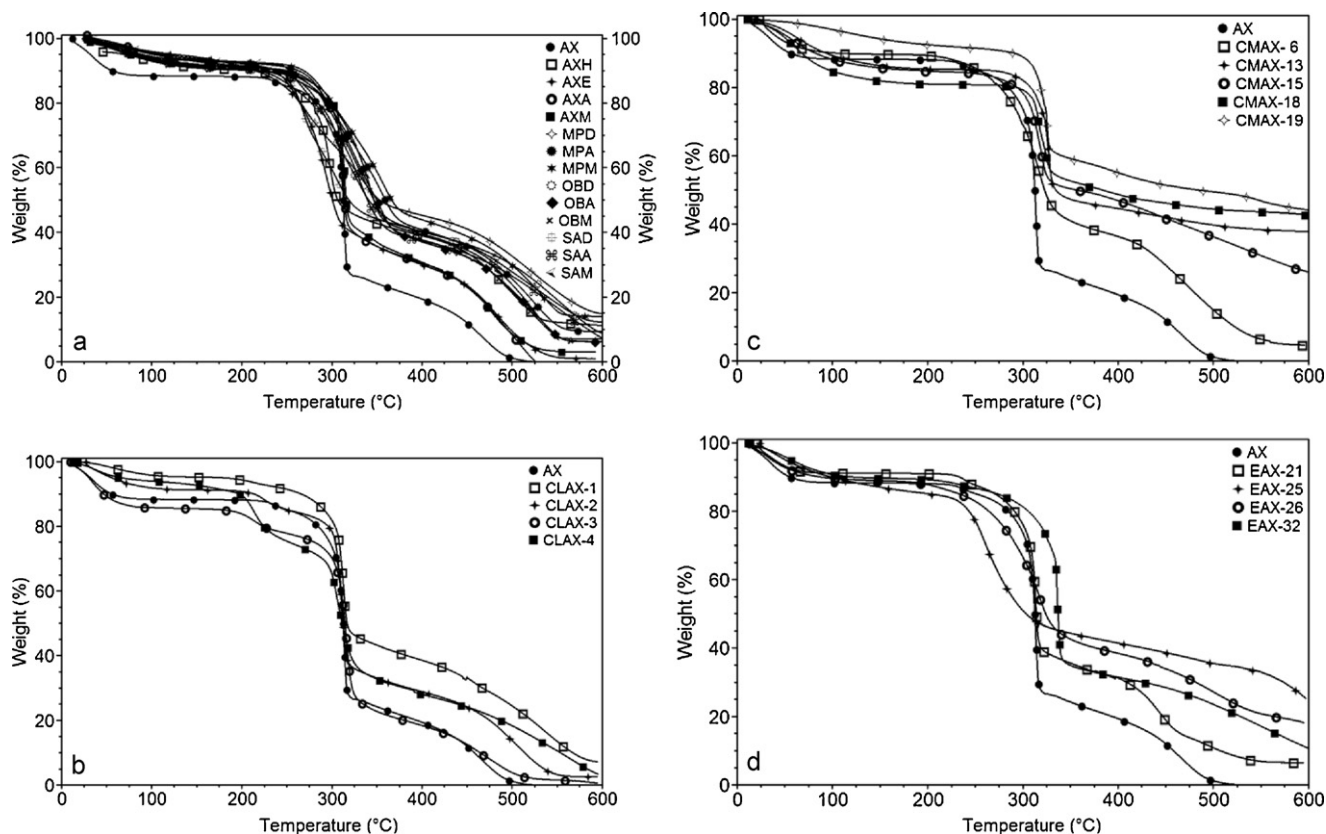 100
80
60
40
20
0
Weight (%)
a
0 100 200 300 400 500 600
Temperature (°C)
100
80
60
40
20
0
Weight (%)
AX
AXH
AXE
AXA
AXM
MPD
MPA
MPM
OBD
OBA
OBM
SAD
SAA
SAM
100
80
60
40
20
0
Weight (%)
c
0 100 200 300 400 500 600
Temperature (°C)
AX
CMAX- 6
CMAX-13
CMAX-15
CMAX-18
CMAX-19
100
80
60
40
20
0
Weight (%)
b
0 100 200 300 400 500 600
Temperature (°C)
AX
CLAX-1
CLAX-2
CLAX-3
CLAX-4
100
80
60
40
20
0
Weight (%)
d
0 100 200 300 400 500 600
Temperature (°C)
AX
EAX-21
EAX-25
EAX-26
EAX-32